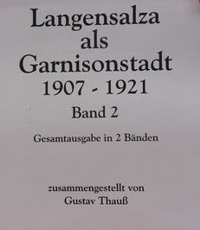 Langensalza
als
Garnisonstadt
1907 - 1921
Band 2
Gesamtausgabe in 2 Bänden
zusammengestellt von
Gustav Thauß